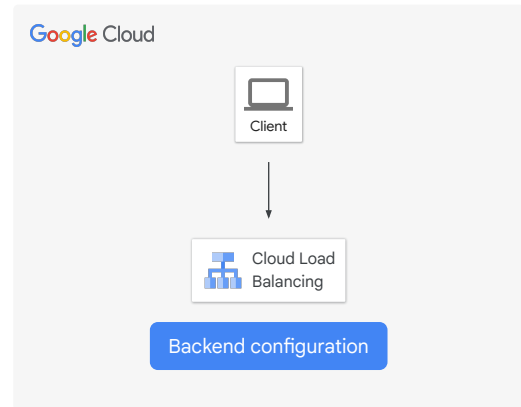 Google Cloud
Client
Cloud Load
Balancing
Backend configuration